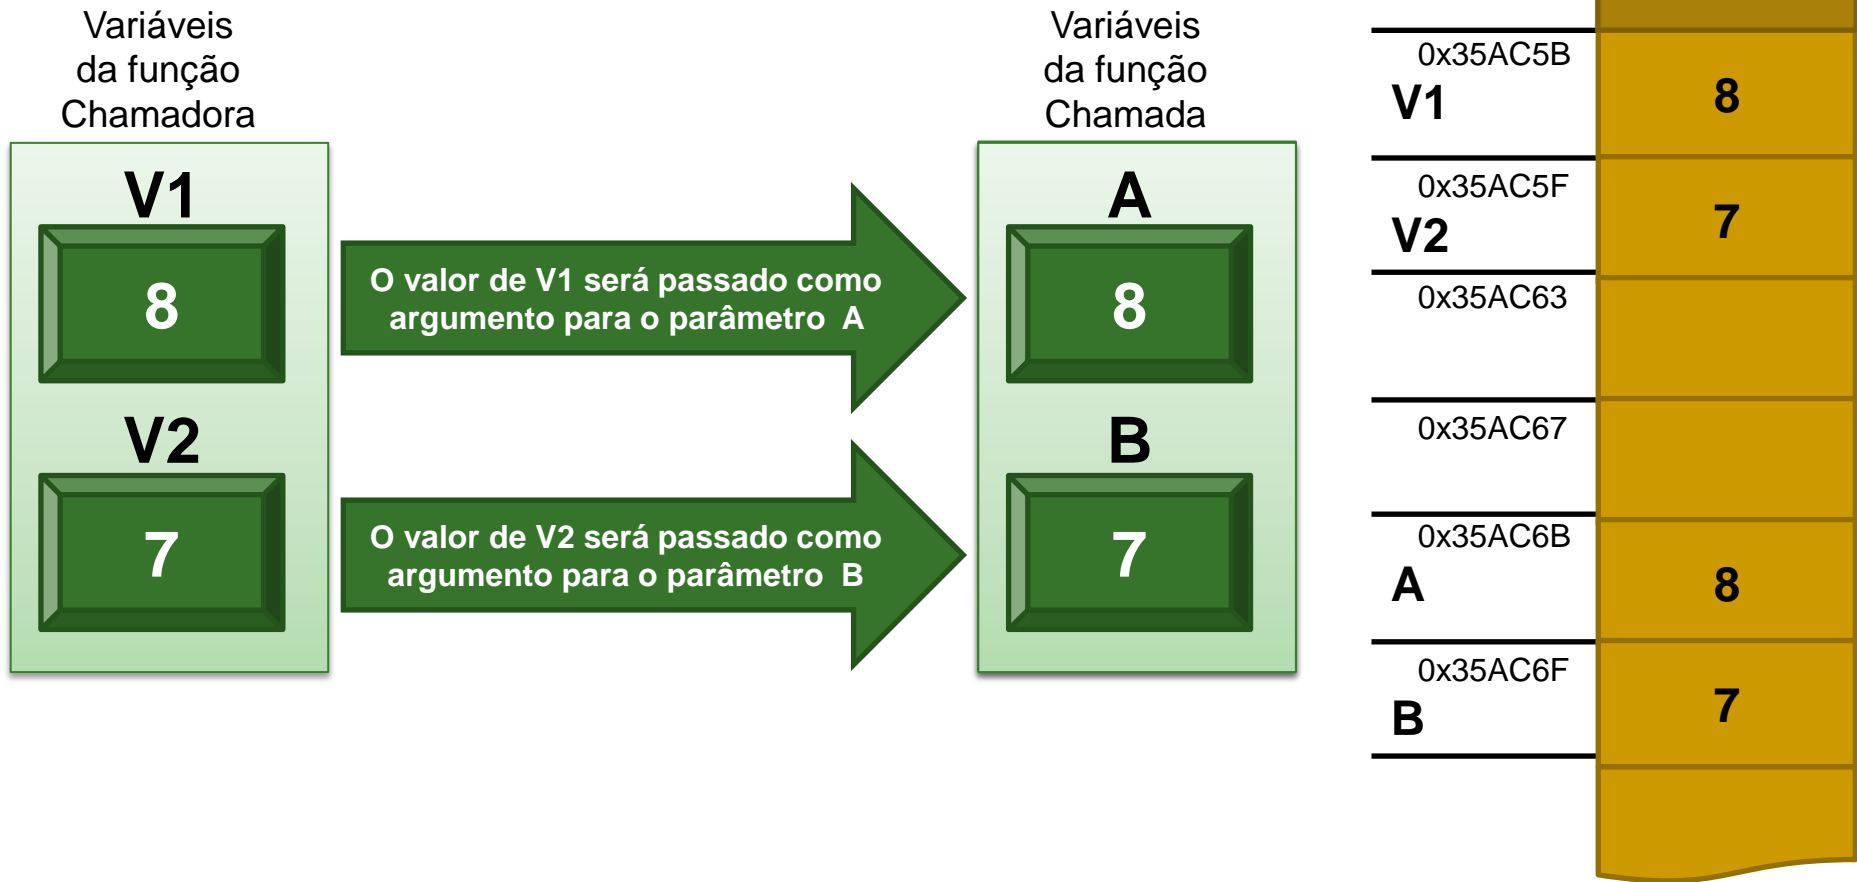 Variáveis
da função
Chamadora
V1
8
V2
7
O valor de V1 será passado como
argumento para o parâmetro A
O valor de V2 será passado como
argumento para o parâmetro B
Variáveis
da função
Chamada
A
8
B
7
0x35AC5B
V1
8
0x35AC5F
V2
7
0x35AC63
0x35AC67
0x35AC6B
A
8
0x35AC6F
B
7